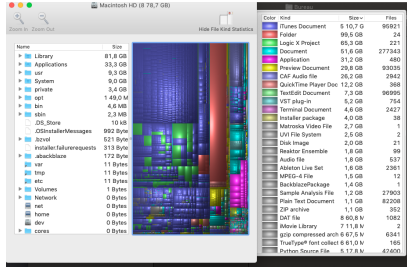 Macintosh HD (8 78,7 GB)
Zoom In Zoom Out
Hide File Kind Statistics
Name Size
Library 81,8 GB
Applications 33,3 GB
usr 9,3 GB
System 9,0 GB
private 3,4 GB
opt 1 49,0 M
bin 4,6 MB
sbin 2,3 MB
.DS_Store 10 kB
.OSInstallerMessages 992 Byte
.bzvol 521 Byte
.installer.failurerequests 313 Byte
.abackblaze 172 Byte
var 11 Bytes
tmp 11 Bytes
etc 11 Bytes
Volumes 1 Bytes
Network 0 Bytes
net 0 Bytes
home 0 Bytes
dev 0 Bytes
cores 0 Bytes
Bureau
Color Kind Size Files
iTunes Document 5 10,7 G 95921
Folder 99,5 GB 24
Logic X Project 65,3 GB 221
Document 51,6 GB 277343
Application 31,2 GB 480
Preview Document 29,8 GB 93035
CAF Audio file 26,2 GB 2942
QuickTime Player Doc 12,2 GB 368
TextEdit Document 7,3 GB 96995
VST plug-in 5,2 GB 754
Terminal Document 4,6 GB 2427
Installer package 4,0 GB 38
Matroska Video File 2,7 GB 1
UVI File System 2,5 GB 2
Disk Image 2,0 GB 21
Reaktor Ensemble 1,8 GB 99
Audio file 1,8 GB 537
Ableton Live Set 1,6 GB 2361
MPEG-4 File 1,5 GB 12
BackblazePackage 1,4 GB 1
Sample Analysis File 1,2 GB 27903
Plain Text Document 1,1 GB 82208
ZIP archive 1,1 GB 352
DAT file 8 60,8 M 1082
iMovie Library 7 11,8 M 2
gzip compressed arch 6 67,5 M 6341
TrueType® font collect 6 61,0 M 165
Python Source File 5 17,8 M 42400